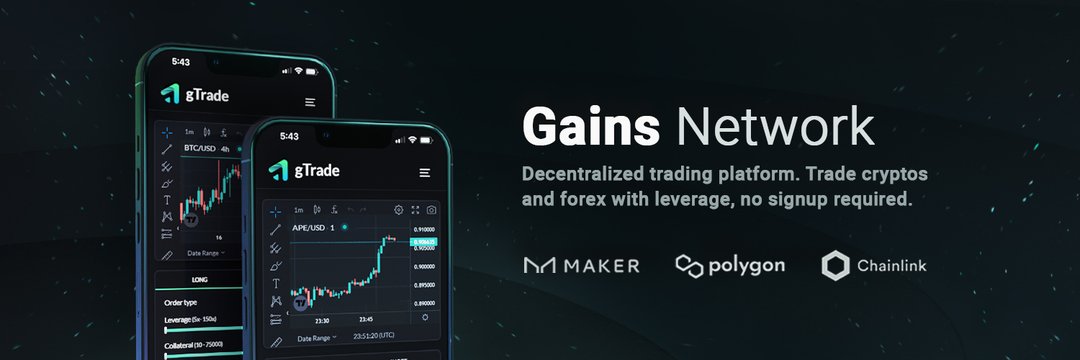 5:43
gTrade
1m
BTC/USD · 4h
16
Date Range
LONG
Order type
Leverage (5x- 150x)
Collateral (10 - 75000)
5:43
gTrade
1m
APE/USD · 1
0.910000
0.905000
0.900000
0.895000
0.890000
23:30 23:45
Date Range 23:51:20 (UTC)
Gains Network
Decentralized trading platform. Trade cryptos
and forex with leverage, no signup required.
MAKER polygon Chainlink